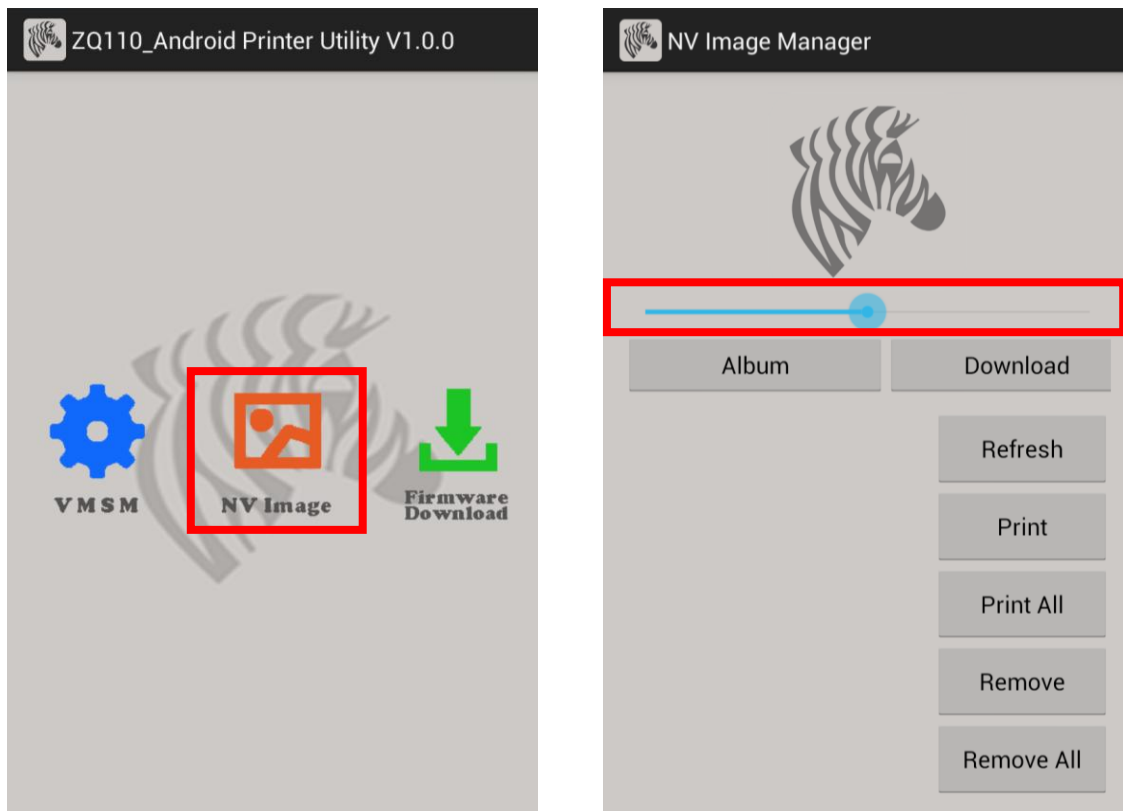 ZQ110_Android Printer Utility V1.0.0
VMSM
NV Image
Firmware
Download
NV Image Manager
Album
Download
Refresh
Print
Print All
Remove
Remove All